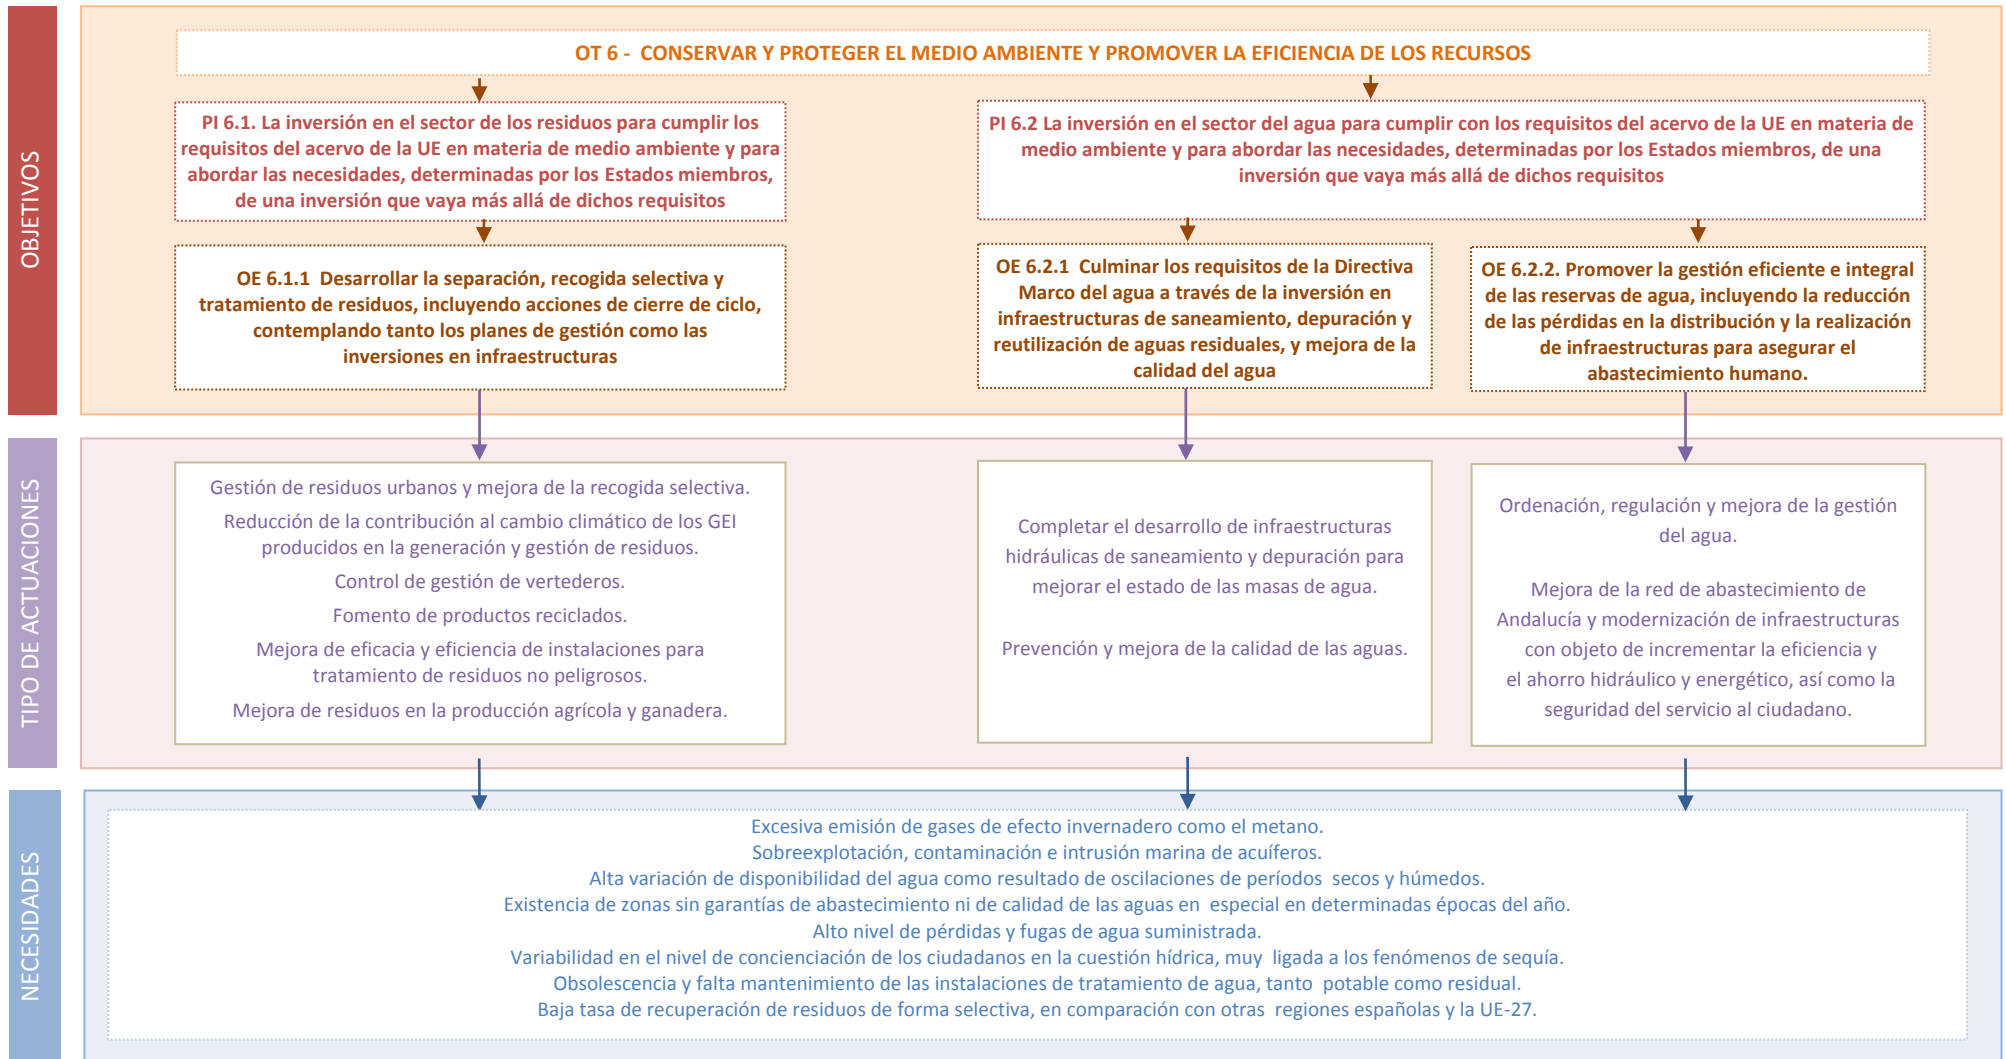 OBJETIVOS
OT 6 - CONSERVAR Y PROTEGER EL MEDIO AMBIENTE Y PROMOVER LA EFICIENCIA DE LOS RECURSOS
PI 6.1. La inversión en el sector de los residuos para cumplir los
requisitos del acervo de la UE en materia de medio ambiente y para
abordar las necesidades, determinadas por los Estados miembros,
de una inversión que vaya más allá de dichos requisitos
PI 6.2 La inversión en el sector del agua para cumplir con los requisitos del acervo de la UE en materia de
medio ambiente y para abordar las necesidades, determinadas por los Estados miembros, de una
inversión que vaya más allá de dichos requisitos
OE 6.1.1 Desarrollar la separación, recogida selectiva y
tratamiento de residuos, incluyendo acciones de cierre de ciclo,
contemplando tanto los planes de gestión como las
inversiones en infraestructuras
OE 6.2.1 Culminar los requisitos de la Directiva
Marco del agua a través de la inversión en
infraestructuras de saneamiento, depuración y
reutilización de aguas residuales, y mejora de la
calidad del agua
OE 6.2.2. Promover la gestión eficiente e integral
de las reservas de agua, incluyendo la reducción
de las pérdidas en la distribución y la realización
de infraestructuras para asegurar el
abastecimiento humano.
TIPO DE ACTUACIONES
Gestión de residuos urbanos y mejora de la recogida selectiva.
Reducción de la contribución al cambio climático de los GEI
producidos en la generación y gestión de residuos.
Control de gestión de vertederos.
Fomento de productos reciclados.
Mejora de eficacia y eficiencia de instalaciones para
tratamiento de residuos no peligrosos.
Mejora de residuos en la producción agrícola y ganadera.
Completar el desarrollo de infraestructuras
hidráulicas de saneamiento y depuración para
mejorar el estado de las masas de agua.
Prevención y mejora de la calidad de las aguas.
Ordenación, regulación y mejora de la gestión
del agua.
Mejora de la red de abastecimiento de
Andalucía y modernización de infraestructuras
con objeto de incrementar la eficiencia y
el ahorro hidráulico y energético, así como la
seguridad del servicio al ciudadano.
NECESIDADES
Excesiva emisión de gases de efecto invernadero como el metano.
Sobreexplotación, contaminación e intrusión marina de acuíferos.
Alta variación de disponibilidad del agua como resultado de oscilaciones de períodos secos y húmedos.
Existencia de zonas sin garantías de abastecimiento ni de calidad de las aguas en especial en determinadas épocas del año.
Alto nivel de pérdidas y fugas de agua suministrada.
Variabilidad en el nivel de concienciación de los ciudadanos en la cuestión hídrica, muy ligada a los fenómenos de sequía.
Obsolescencia y falta mantenimiento de las instalaciones de tratamiento de agua, tanto potable como residual.
Baja tasa de recuperación de residuos de forma selectiva, en comparación con otras regiones españolas y la UE-27.